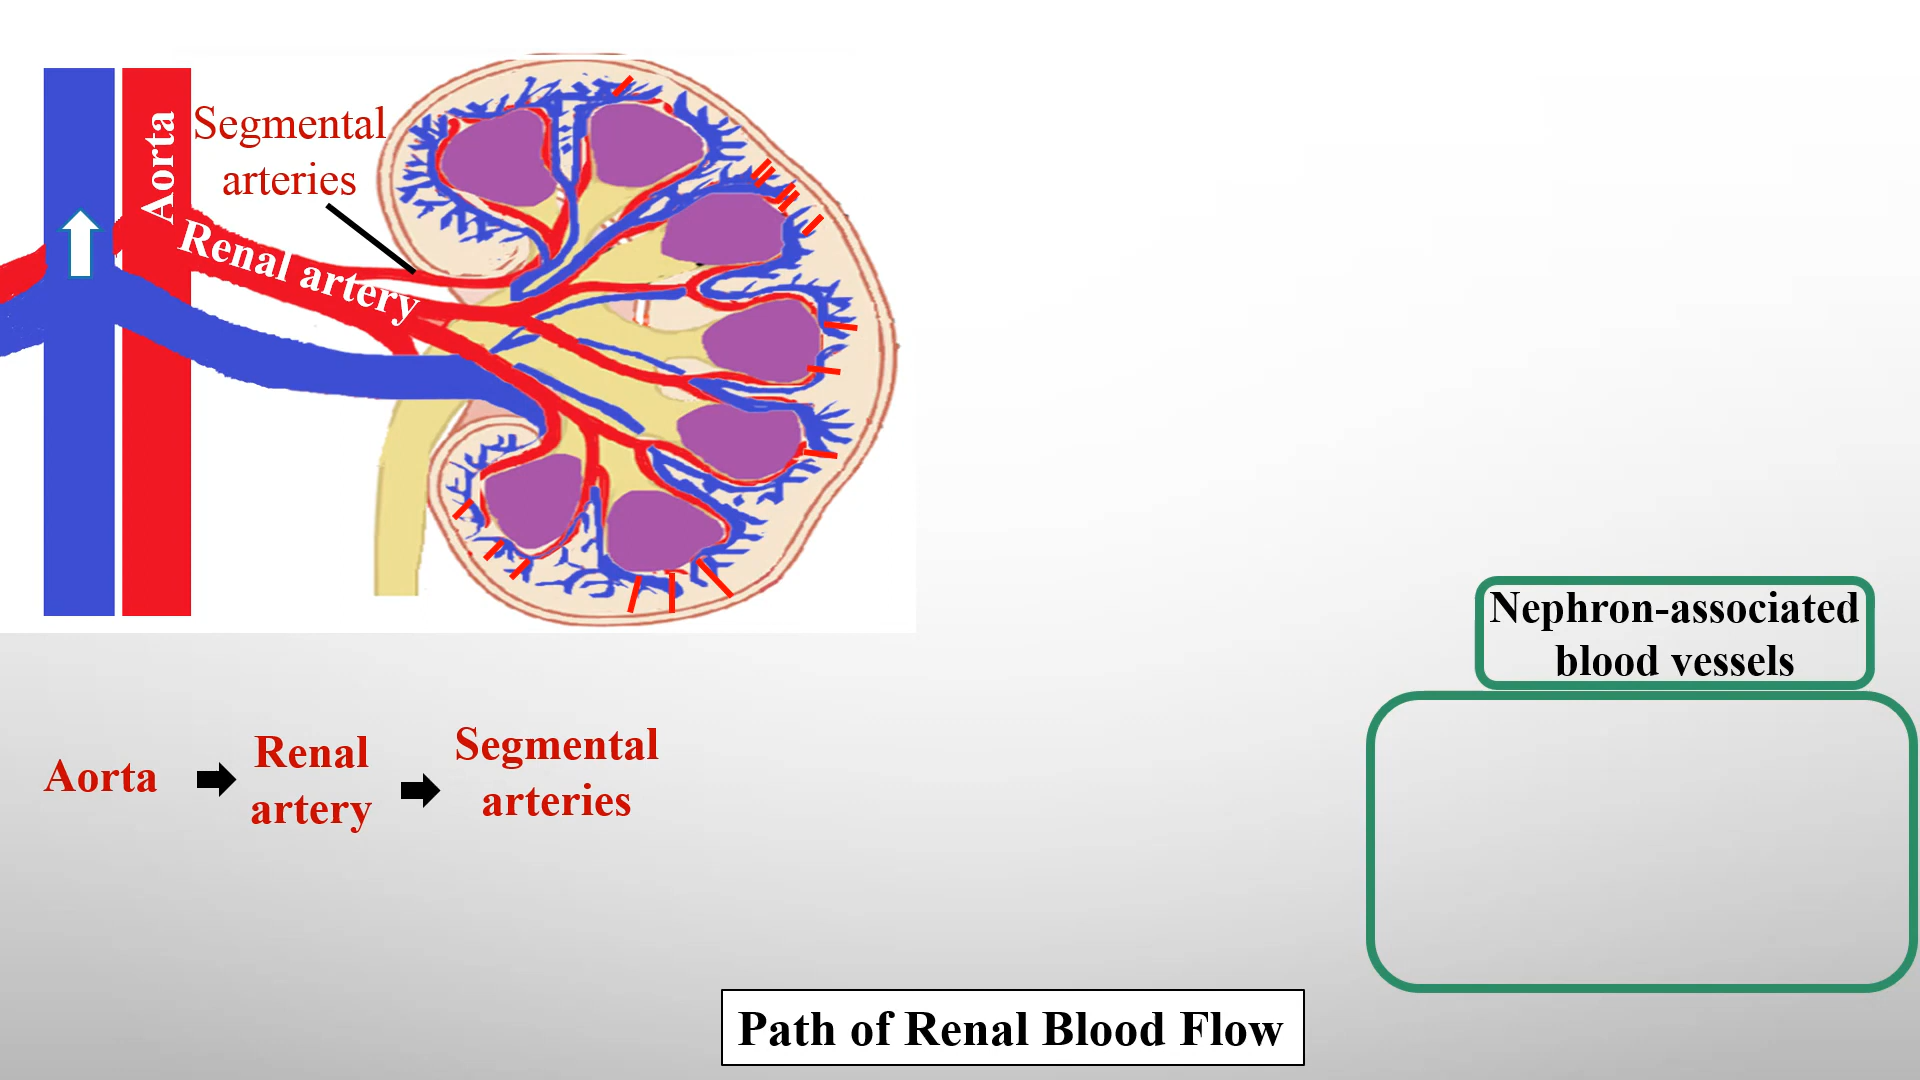 Aorta
Segmental
arteries
Renal artery
Nephron-associated
blood vessels
Aorta
Renal
artery
Segmental
arteries
Path of Renal Blood Flow